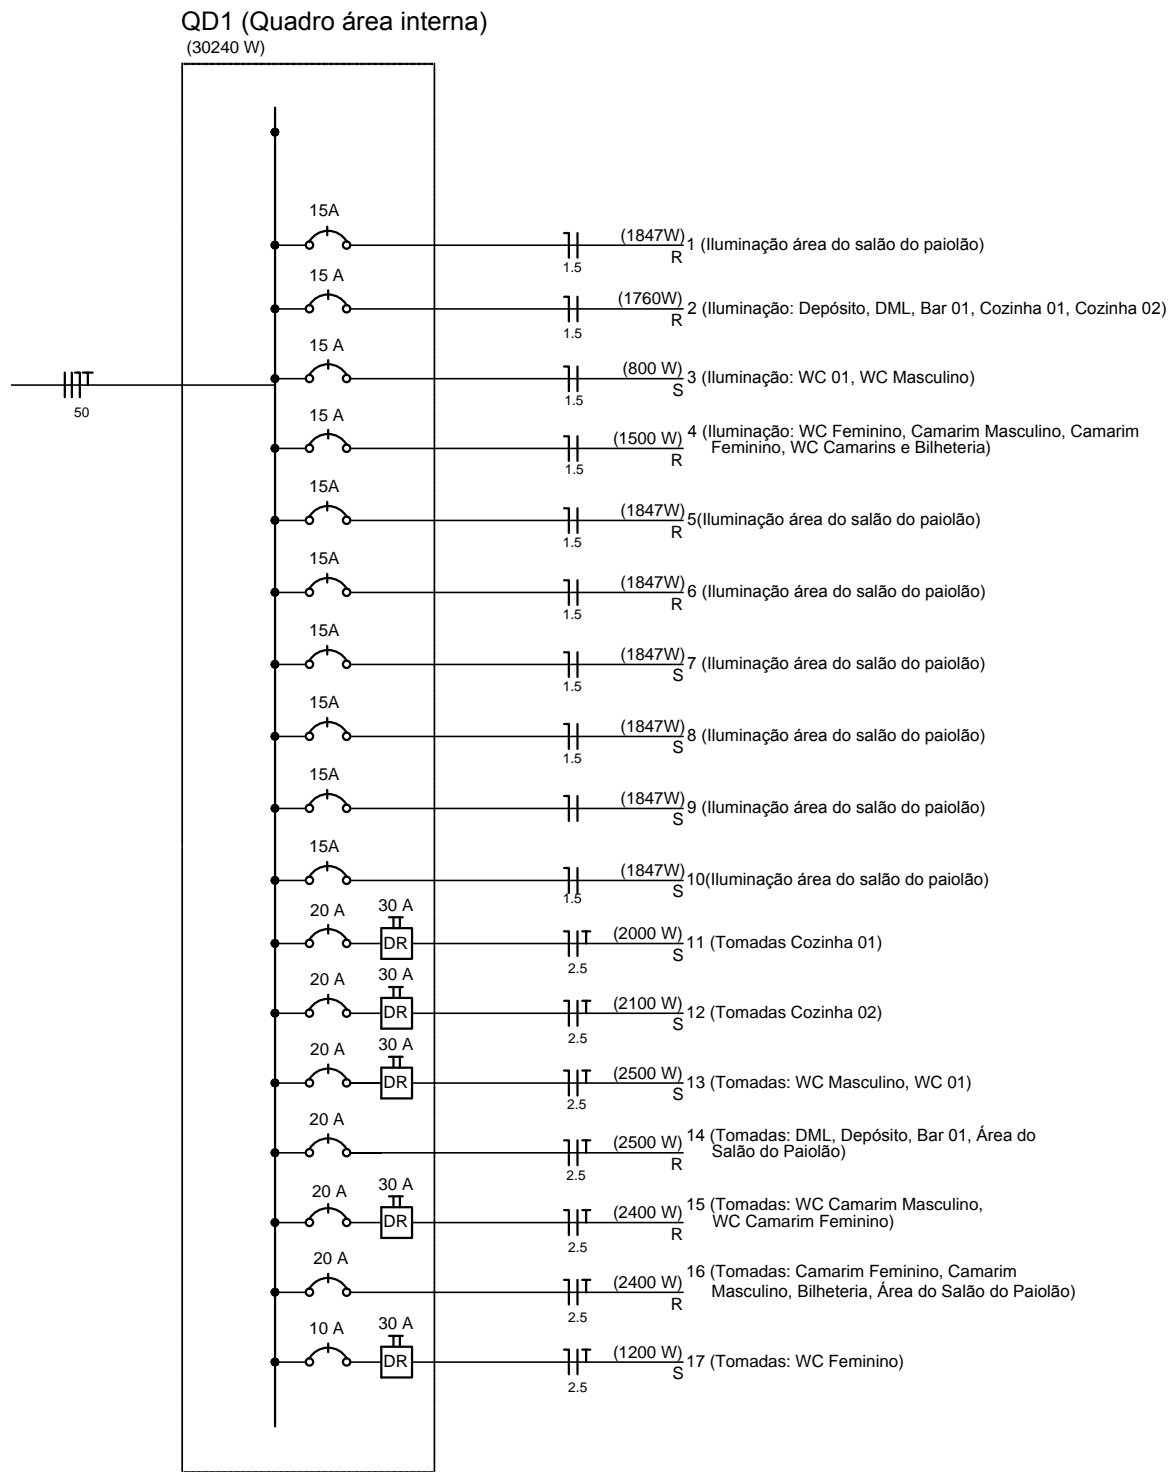 QD1 (Quadro área interna)
(30240 W)
15A
(1847W)
1 (Iluminação área do salão do paiolão)
1.5
R
15 A
(1760W)
2 (Iluminação: Depósito, DML, Bar 01, Cozinha 01, Cozinha 02)
1.5
R
15 A
(800 W)
3 (Iluminação: WC 01, WC Masculino)
1.5
S
50
15 A
(1500 W)
4 (Iluminação: WC Feminino, Camarim Masculino, Camarim
Feminino, WC Camarins e Bilheteria)
1.5
R
15A
(1847W)
5(Iluminação área do salão do paiolão)
1.5
R
15A
(1847W)
6 (Iluminação área do salão do paiolão)
1.5
R
15A
(1847W)
7 (Iluminação área do salão do paiolão)
1.5
S
15A
(1847W)
8 (Iluminação área do salão do paiolão)
1.5
S
15A
(1847W)
9 (Iluminação área do salão do paiolão)
S
15A
(1847W)
10(Iluminação área do salão do paiolão)
1.5
S
20 A
30 A
DR
(2000 W)
11 (Tomadas Cozinha 01)
2.5
S
20 A
30 A
DR
(2100 W)
12 (Tomadas Cozinha 02)
2.5
S
20 A
30 A
DR
(2500 W)
13 (Tomadas: WC Masculino, WC 01)
2.5
S
20 A
(2500 W)
14 (Tomadas: DML, Depósito, Bar 01, Área do
Salão do Paiolão)
2.5
R
20 A
30 A
DR
(2400 W)
15 (Tomadas: WC Camarim Masculino,
WC Camarim Feminino)
2.5
R
20 A
(2400 W)
16 (Tomadas: Camarim Feminino, Camarim
Masculino, Bilheteria, Área do Salão do Paiolão)
2.5
R
10 A
30 A
DR
(1200 W)
17 (Tomadas: WC Feminino)
2.5
S